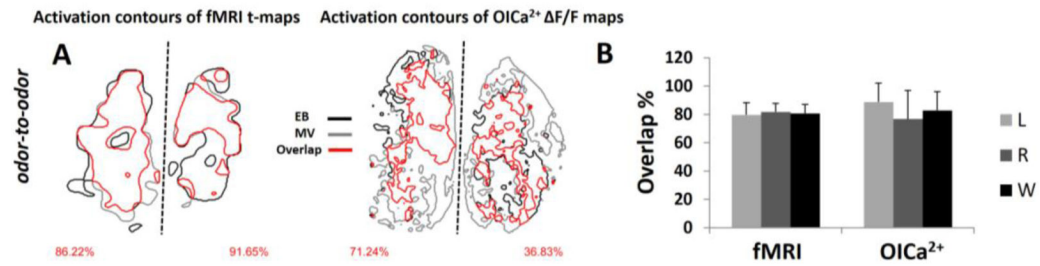 Activation contours of fMRI t-maps
Activation contours of OICa²⁺ ΔF/F maps
A
odor-to-odor
EB
MV
Overlap
86.22%
91.65%
71.24%
36.83%
B
Overlap %
120
100
80
60
40
20
0
fMRI
OICa²⁺
L
R
W